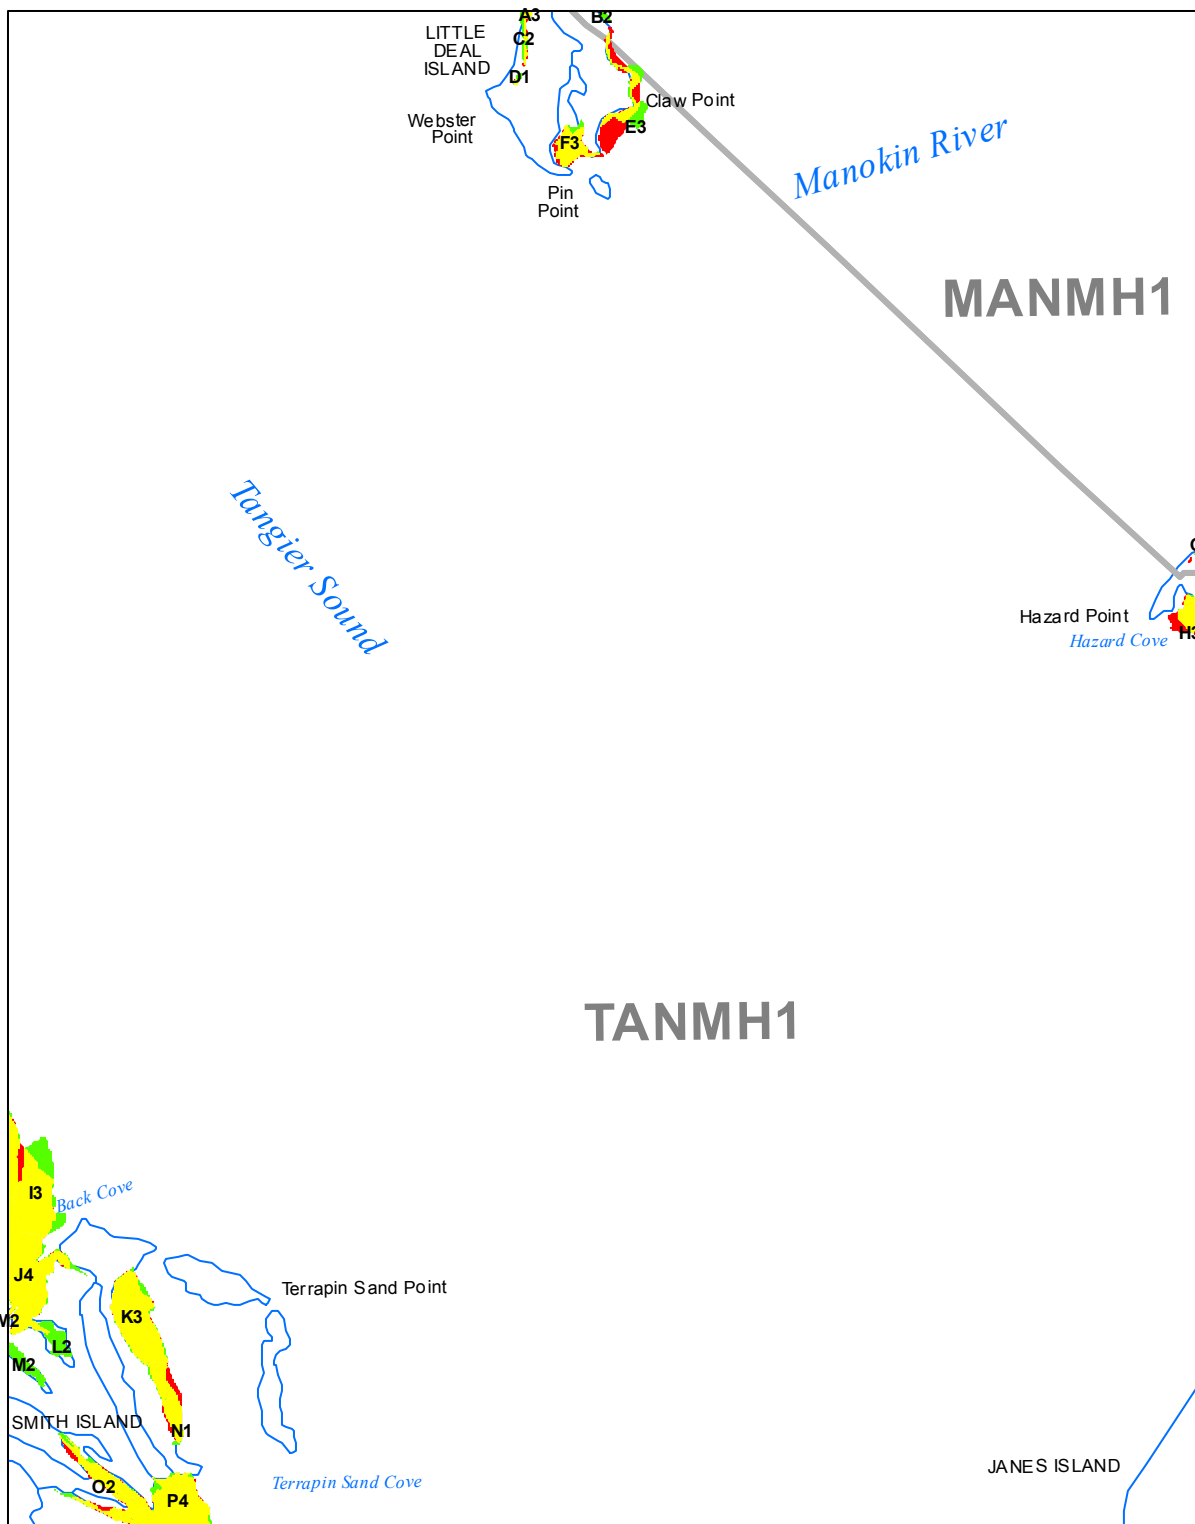 A3
B2
LITTLE
DEAL
ISLAND
C2
D1
Claw Point
Webster
Point
E3
F3
Manokin River
Pin
Point
MANMH1
Tangier Sound
Hazard Point
H3
Hazard Cove
TANMH1
I3
Back Cove
J4
Terrapin Sand Point
K3
L2
M2
SMITH ISLAND
N1
JANES ISLAND
Terrapin Sand Cove
O2
P4